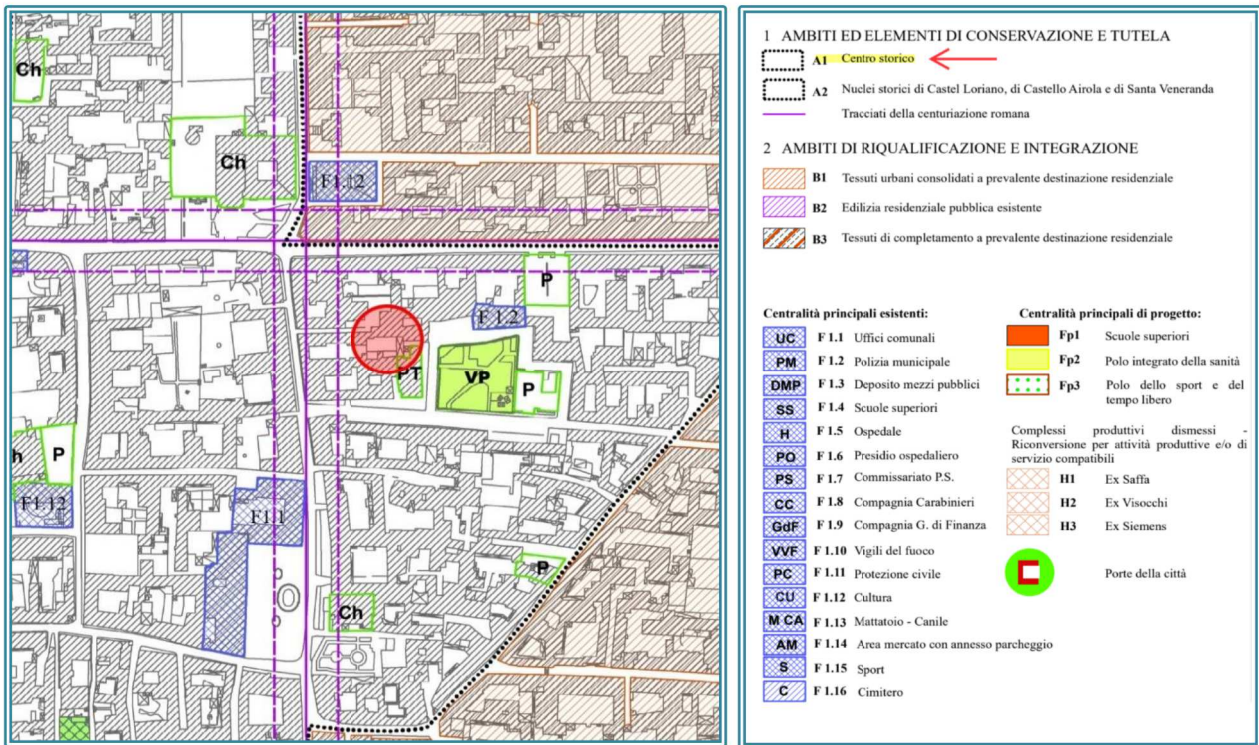 Ch
Ch
F1.12
P
F1.2
PT
VP
P
h
P
F1.12
F1.1
P
Ch
1 AMBITI ED ELEMENTI DI CONSERVAZIONE E TUTELA
A1 Centro storico
A2 Nuclei storici di Castel Loriano, di Castello Airola e di Santa Veneranda
Tracciati della centuriazione romana
2 AMBITI DI RIQUALIFICAZIONE E INTEGRAZIONE
B1 Tessuti urbani consolidati a prevalente destinazione residenziale
B2 Edilizia residenziale pubblica esistente
B3 Tessuti di completamento a prevalente destinazione residenziale
Centralità principali esistenti:
UC F 1.1 Uffici comunali
PM F 1.2 Polizia municipale
DMP F 1.3 Deposito mezzi pubblici
SS F 1.4 Scuole superiori
H F 1.5 Ospedale
PO F 1.6 Presidio ospedaliero
PS F 1.7 Commissariato P.S.
CC F 1.8 Compagnia Carabinieri
GdF F 1.9 Compagnia G. di Finanza
VVF F 1.10 Vigili del fuoco
PC F 1.11 Protezione civile
CU F 1.12 Cultura
M CA F 1.13 Mattatoio - Canile
AM F 1.14 Area mercato con annesso parcheggio
S F 1.15 Sport
C F 1.16 Cimitero
Centralità principali di progetto:
Fp1 Scuole superiori
Fp2 Polo integrato della sanità
Fp3 Polo dello sport e del
tempo libero
Complessi produttivi dismessi -
Riconversione per attività produttive e/o di
servizio compatibili
H1 Ex Saffa
H2 Ex Visocchi
H3 Ex Siemens
Porte della città